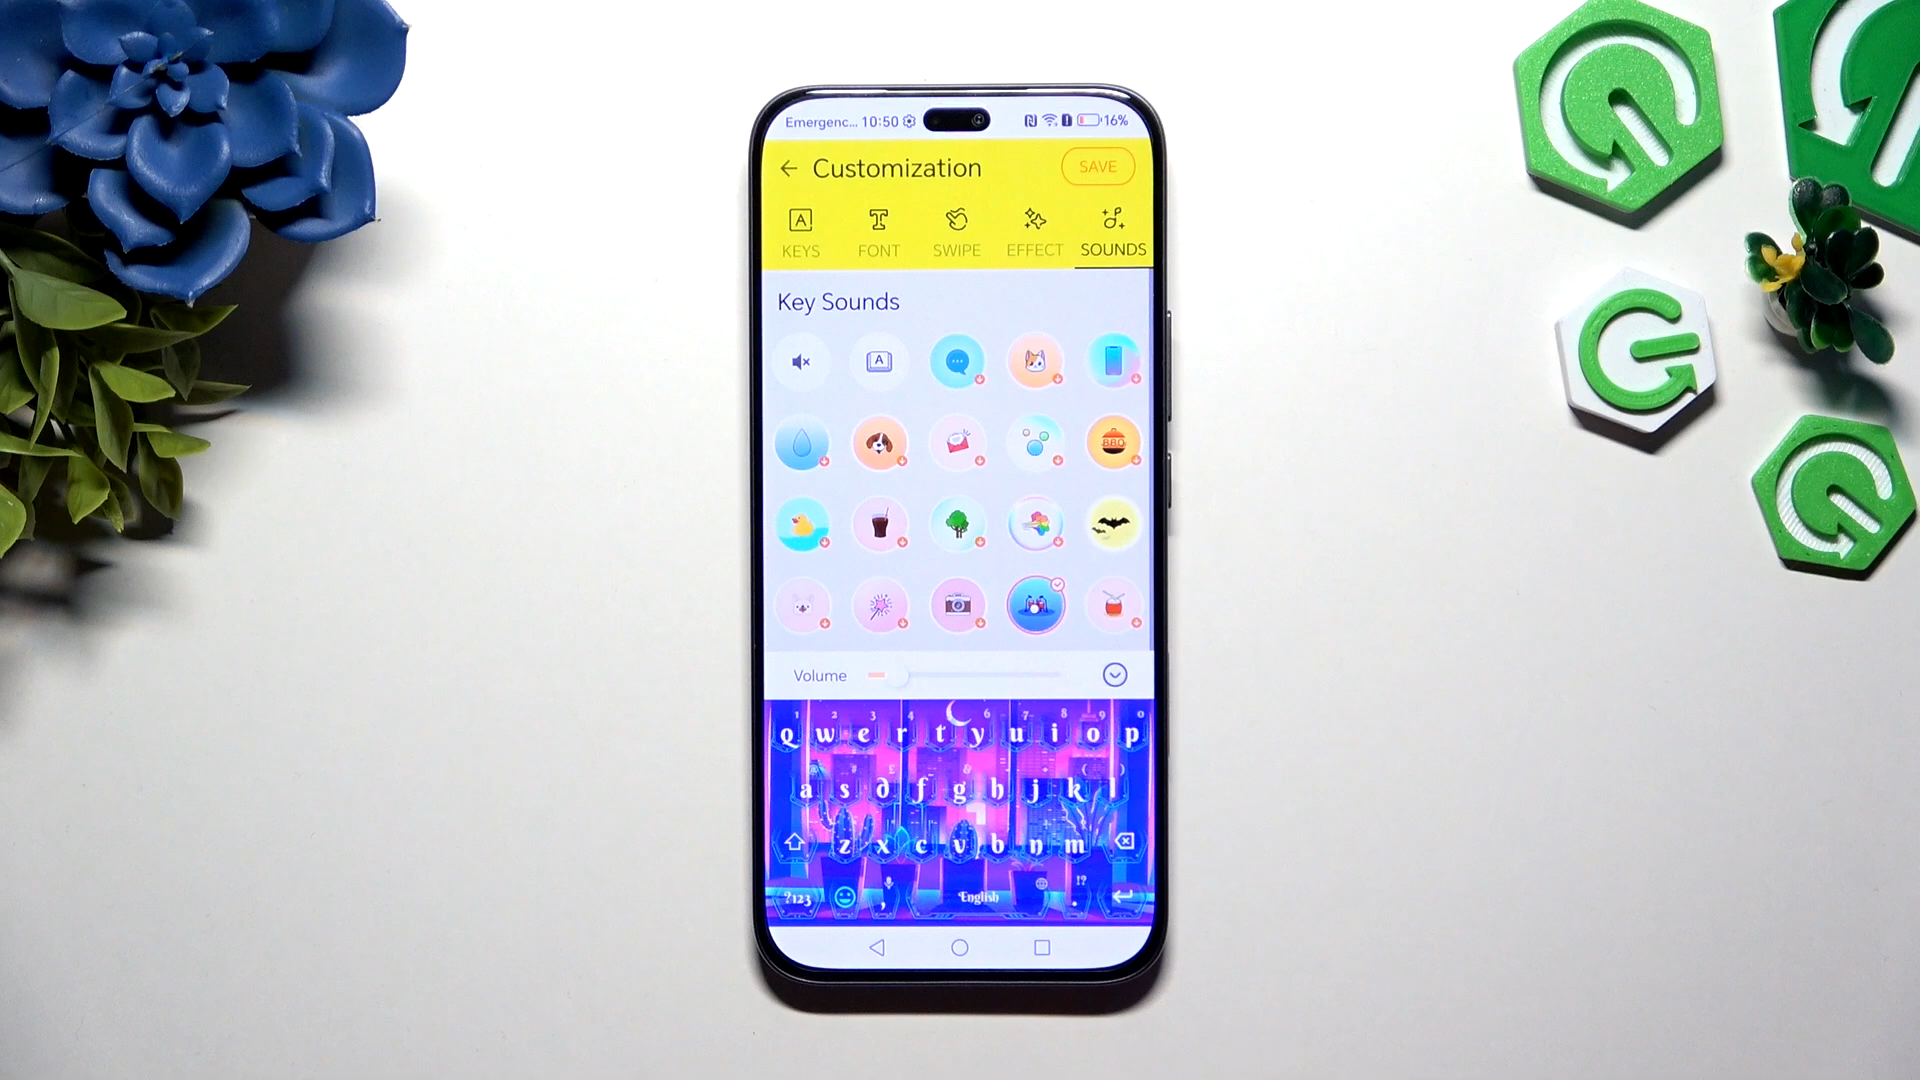 Emergenc... 10:50 16%
Customization SAVE
KEYS FONT SWIPE EFFECT SOUNDS
Key Sounds
A
BBQ
Volume
1 2 3 4 6 7 8 9 0
q w e r t y u i o p
a s d f g h j k l
z x c v b n m
!?
?123 , English .